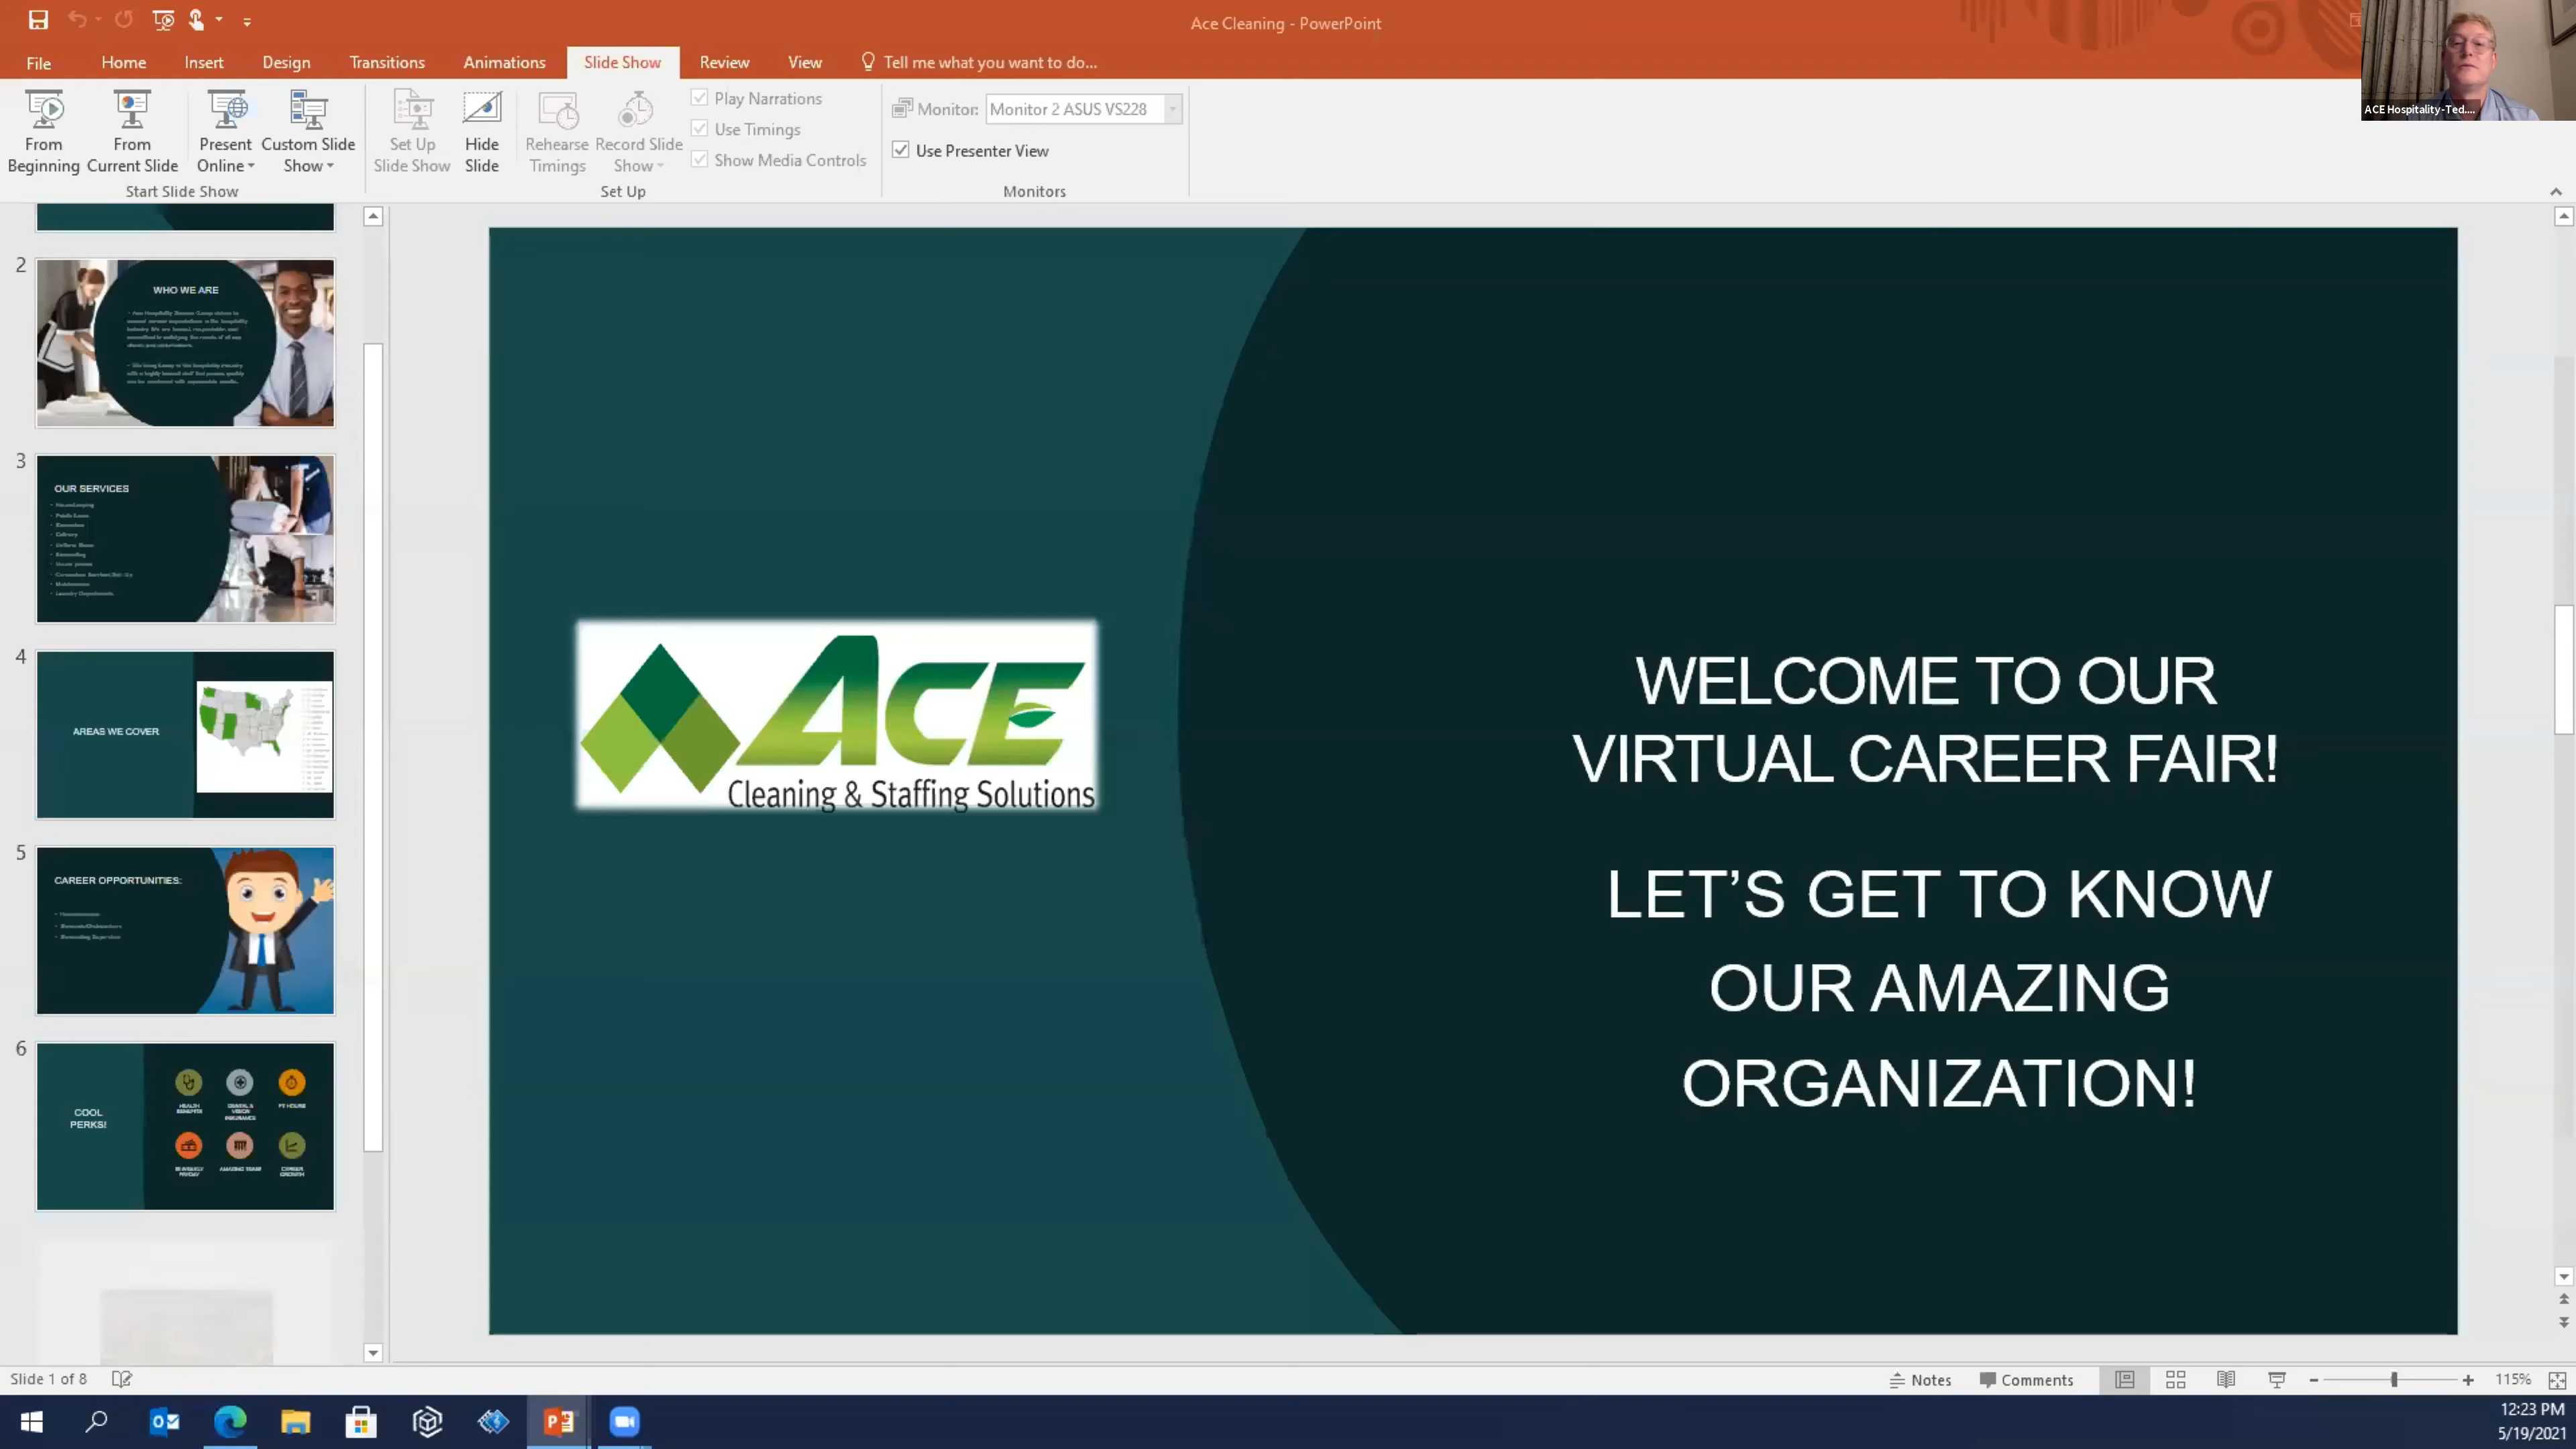 Ace Cleaning - PowerPoint
File Home Insert Design Transitions Animations Slide Show Review View Tell me what you want to do...
From Beginning
From Current Slide
Present Online
Custom Slide Show
Start Slide Show
Set Up Slide Show
Hide Slide
Rehearse Timings
Record Slide Show
Play Narrations
Use Timings
Show Media Controls
Set Up
Monitor: Monitor 2 ASUS VS228
Use Presenter View
Monitors
ACE Hospitality-Ted....
2
WHO WE ARE
3
OUR SERVICES
4
AREAS WE COVER
5
CAREER OPPORTUNITIES:
6
COOL
PERKS!
ACE
Cleaning & Staffing Solutions
WELCOME TO OUR
VIRTUAL CAREER FAIR!
LET'S GET TO KNOW
OUR AMAZING
ORGANIZATION!
Slide 1 of 8
Notes Comments 115%
12:23 PM
5/19/2021